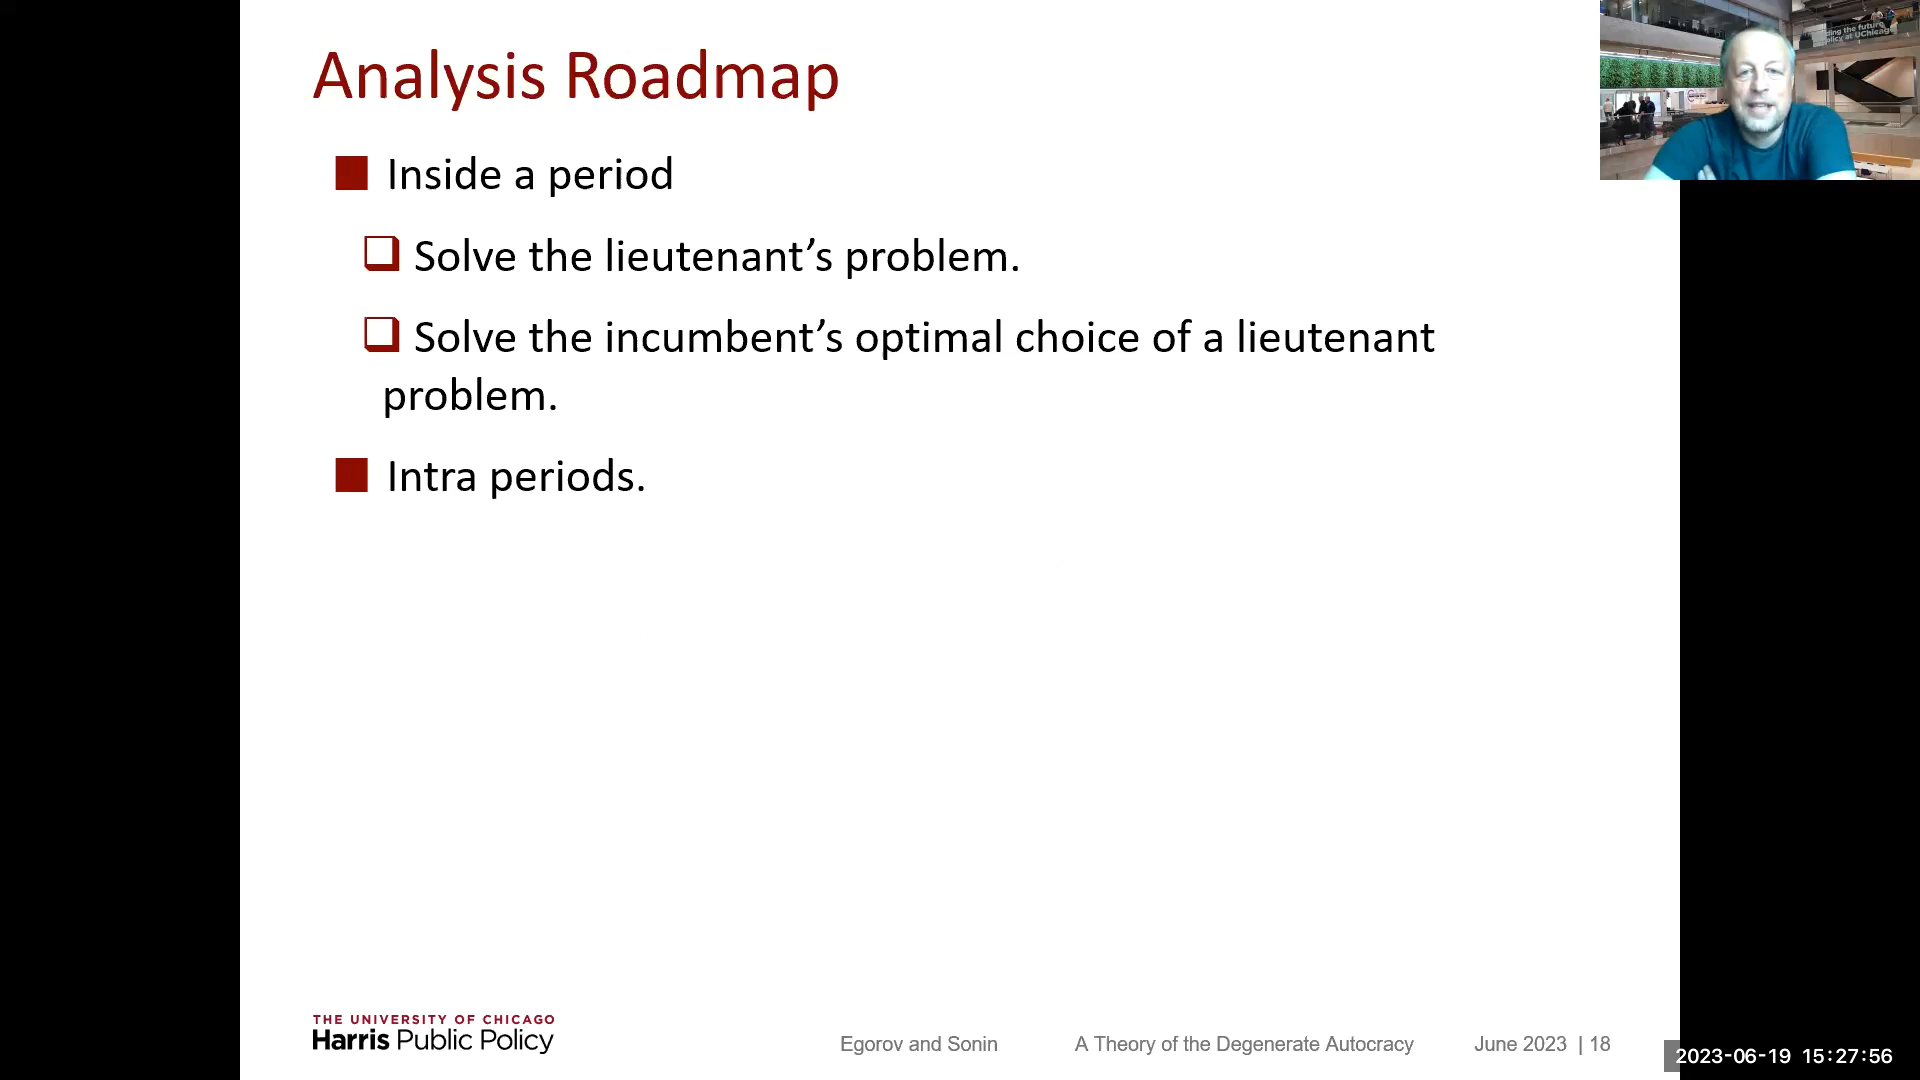 Analysis Roadmap
Inside a period
Solve the lieutenant’s problem.
Solve the incumbent’s optimal choice of a lieutenant
problem.
Intra periods.
THE UNIVERSITY OF CHICAGO
Harris Public Policy
Egorov and Sonin
A Theory of the Degenerate Autocracy
June 2023 | 18
2023-06-19 15:27:56